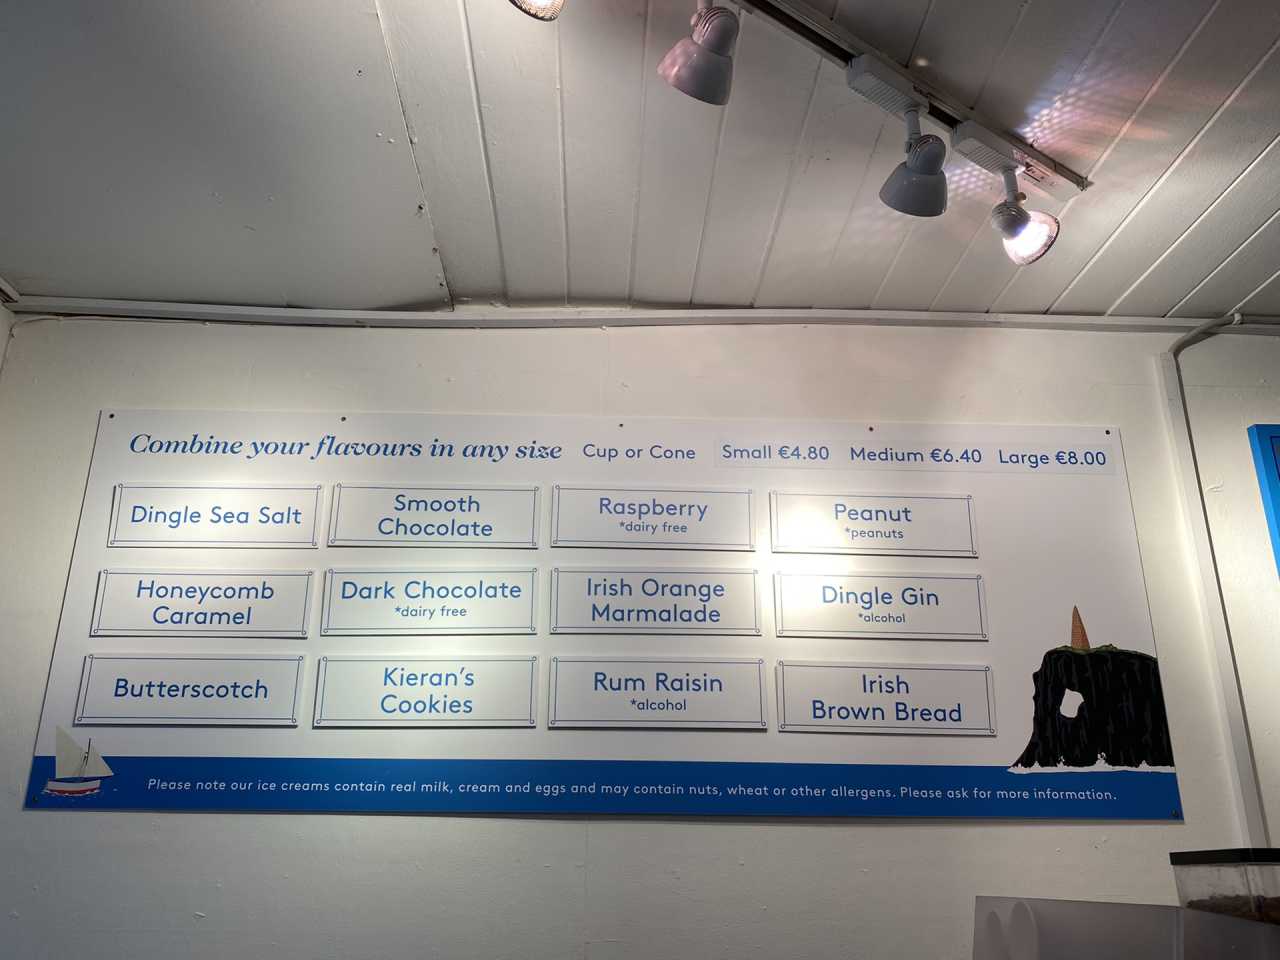 Combine your flavours in any size Cup or Cone Small €4.80 Medium €6.40 Large €8.00
Dingle Sea Salt
Smooth
Chocolate
Raspberry
*dairy free
Peanut
*peanuts
Honeycomb
Caramel
Dark Chocolate
*dairy free
Irish Orange
Marmalade
Dingle Gin
*alcohol
Butterscotch
Kieran's
Cookies
Rum Raisin
*alcohol
Irish
Brown Bread
Please note our ice creams contain real milk, cream and eggs and may contain nuts, wheat or other allergens. Please ask for more information.